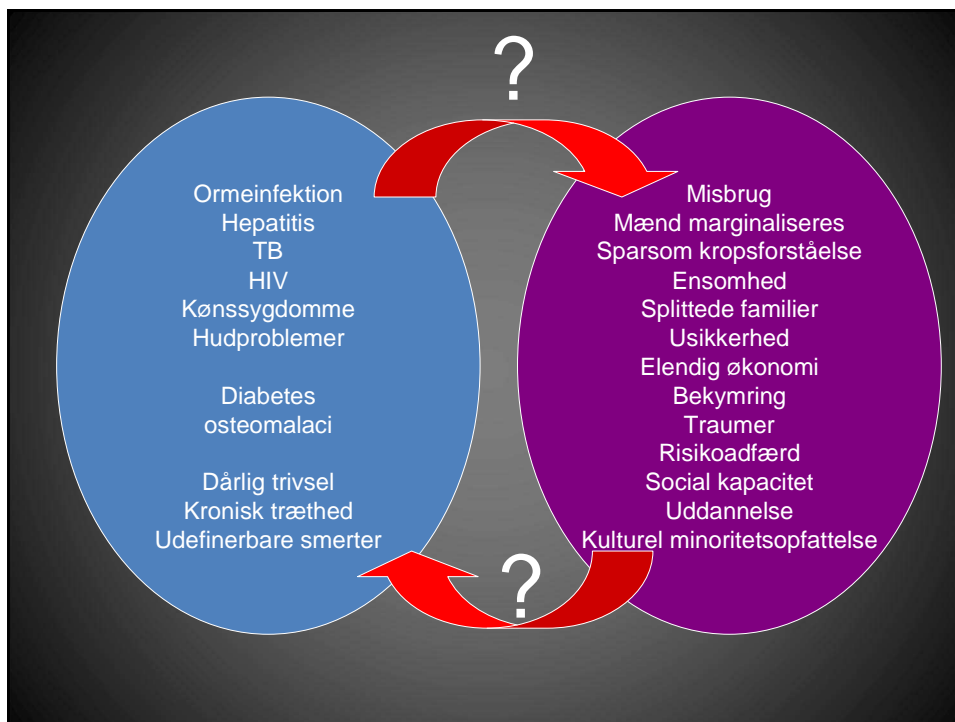 ?
Ormeinfektion
Hepatitis
TB
HIV
Kønssygdomme
Hudproblemer
Diabetes
osteomalaci
Dårlig trivsel
Kronisk træthed
Udefinerbare smerter
Misbrug
Mænd marginaliseres
Sparsom kropsforståelse
Ensomhed
Splittede familier
Usikkerhed
Elendig økonomi
Bekymring
Traumer
Risikoadfærd
Social kapacitet
Uddannelse
Kulturel minoritetsopfattelse
?